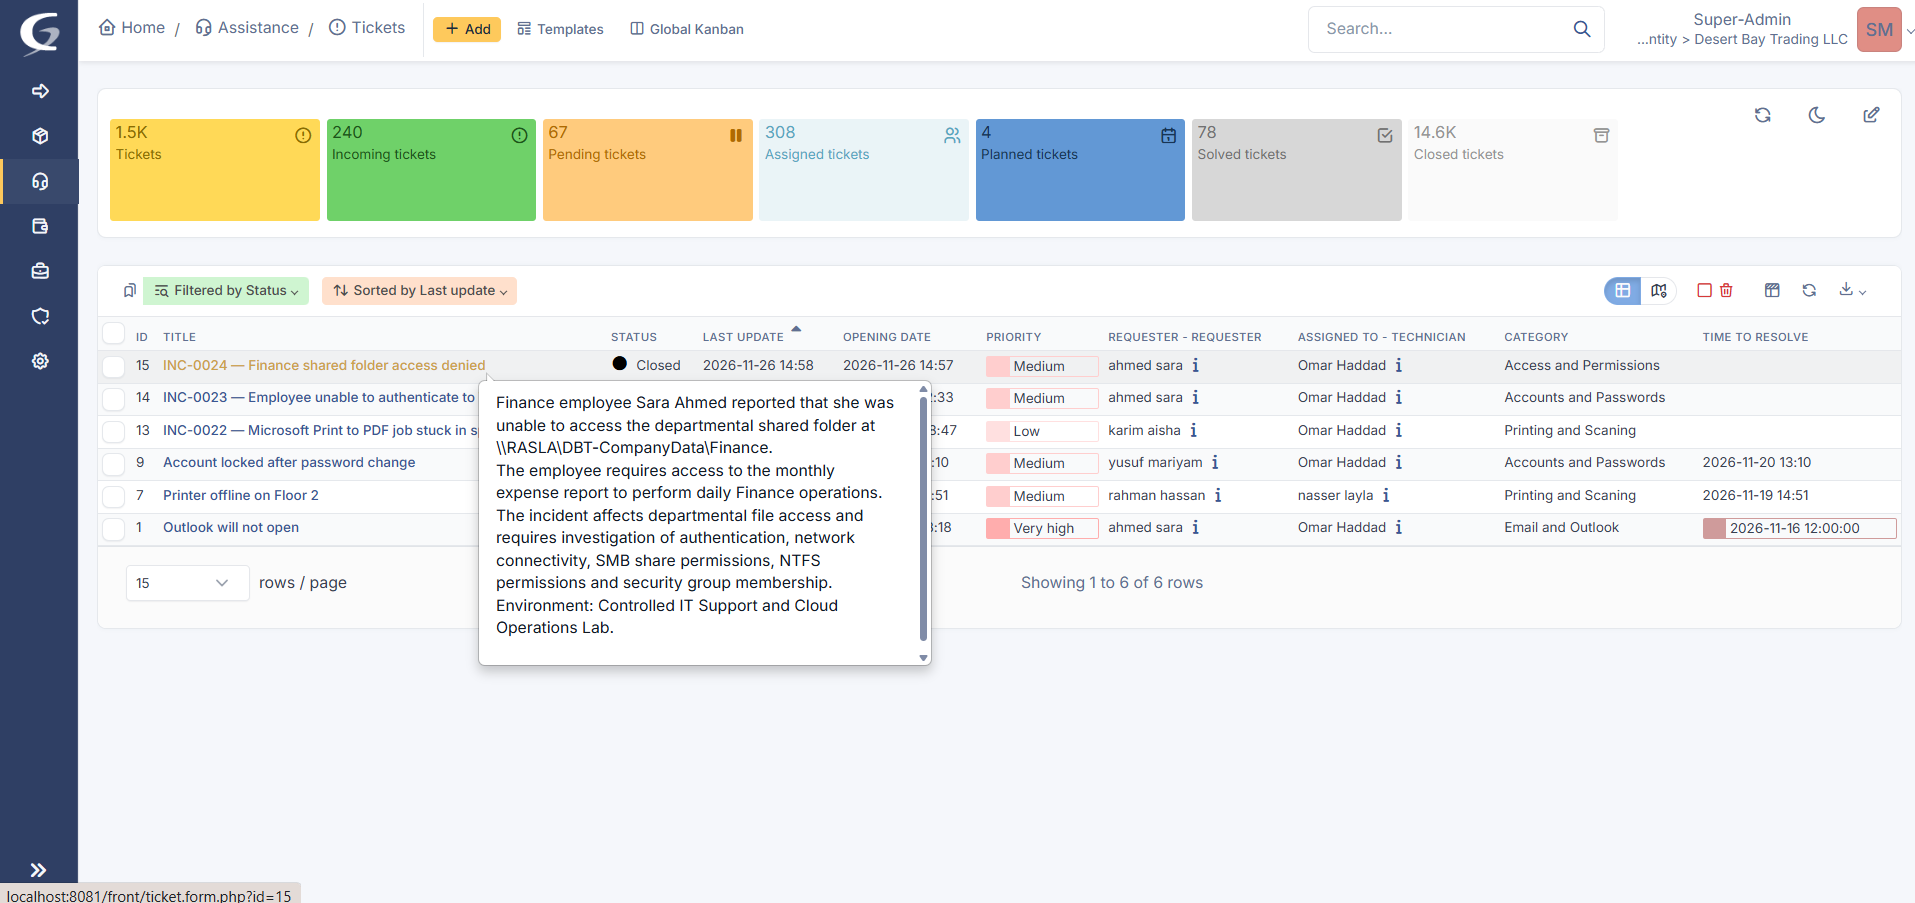 Home / Assistance / Tickets
+ Add Templates Global Kanban
Search...
Super-Admin
...ntity > Desert Bay Trading LLC
SM
1.5K
Tickets
240
Incoming tickets
67
Pending tickets
308
Assigned tickets
4
Planned tickets
78
Solved tickets
14.6K
Closed tickets
Filtered by Status
Sorted by Last update
ID TITLE STATUS LAST UPDATE OPENING DATE PRIORITY REQUESTER - REQUESTER ASSIGNED TO - TECHNICIAN CATEGORY TIME TO RESOLVE
15 INC-0024 — Finance shared folder access denied Closed 2026-11-26 14:58 2026-11-26 14:57 Medium ahmed sara i Omar Haddad i Access and Permissions
14 INC-0023 — Employee unable to authenticate to :33 Medium ahmed sara i Omar Haddad i Accounts and Passwords
13 INC-0022 — Microsoft Print to PDF job stuck in :47 Low karim aisha i Omar Haddad i Printing and Scaning
9 Account locked after password change :10 Medium yusuf mariyam i Omar Haddad i Accounts and Passwords 2026-11-20 13:10
7 Printer offline on Floor 2 :51 Medium rahman hassan i nasser layla i Printing and Scaning 2026-11-19 14:51
1 Outlook will not open :18 Very high ahmed sara i Omar Haddad i Email and Outlook 2026-11-16 12:00:00
Finance employee Sara Ahmed reported that she was
unable to access the departmental shared folder at
\\RASLA\DBT-CompanyData\Finance.
The employee requires access to the monthly
expense report to perform daily Finance operations.
The incident affects departmental file access and
requires investigation of authentication, network
connectivity, SMB share permissions, NTFS
permissions and security group membership.
Environment: Controlled IT Support and Cloud
Operations Lab.
15 rows / page
Showing 1 to 6 of 6 rows
localhost:8081/front/ticket.form.php?id=15